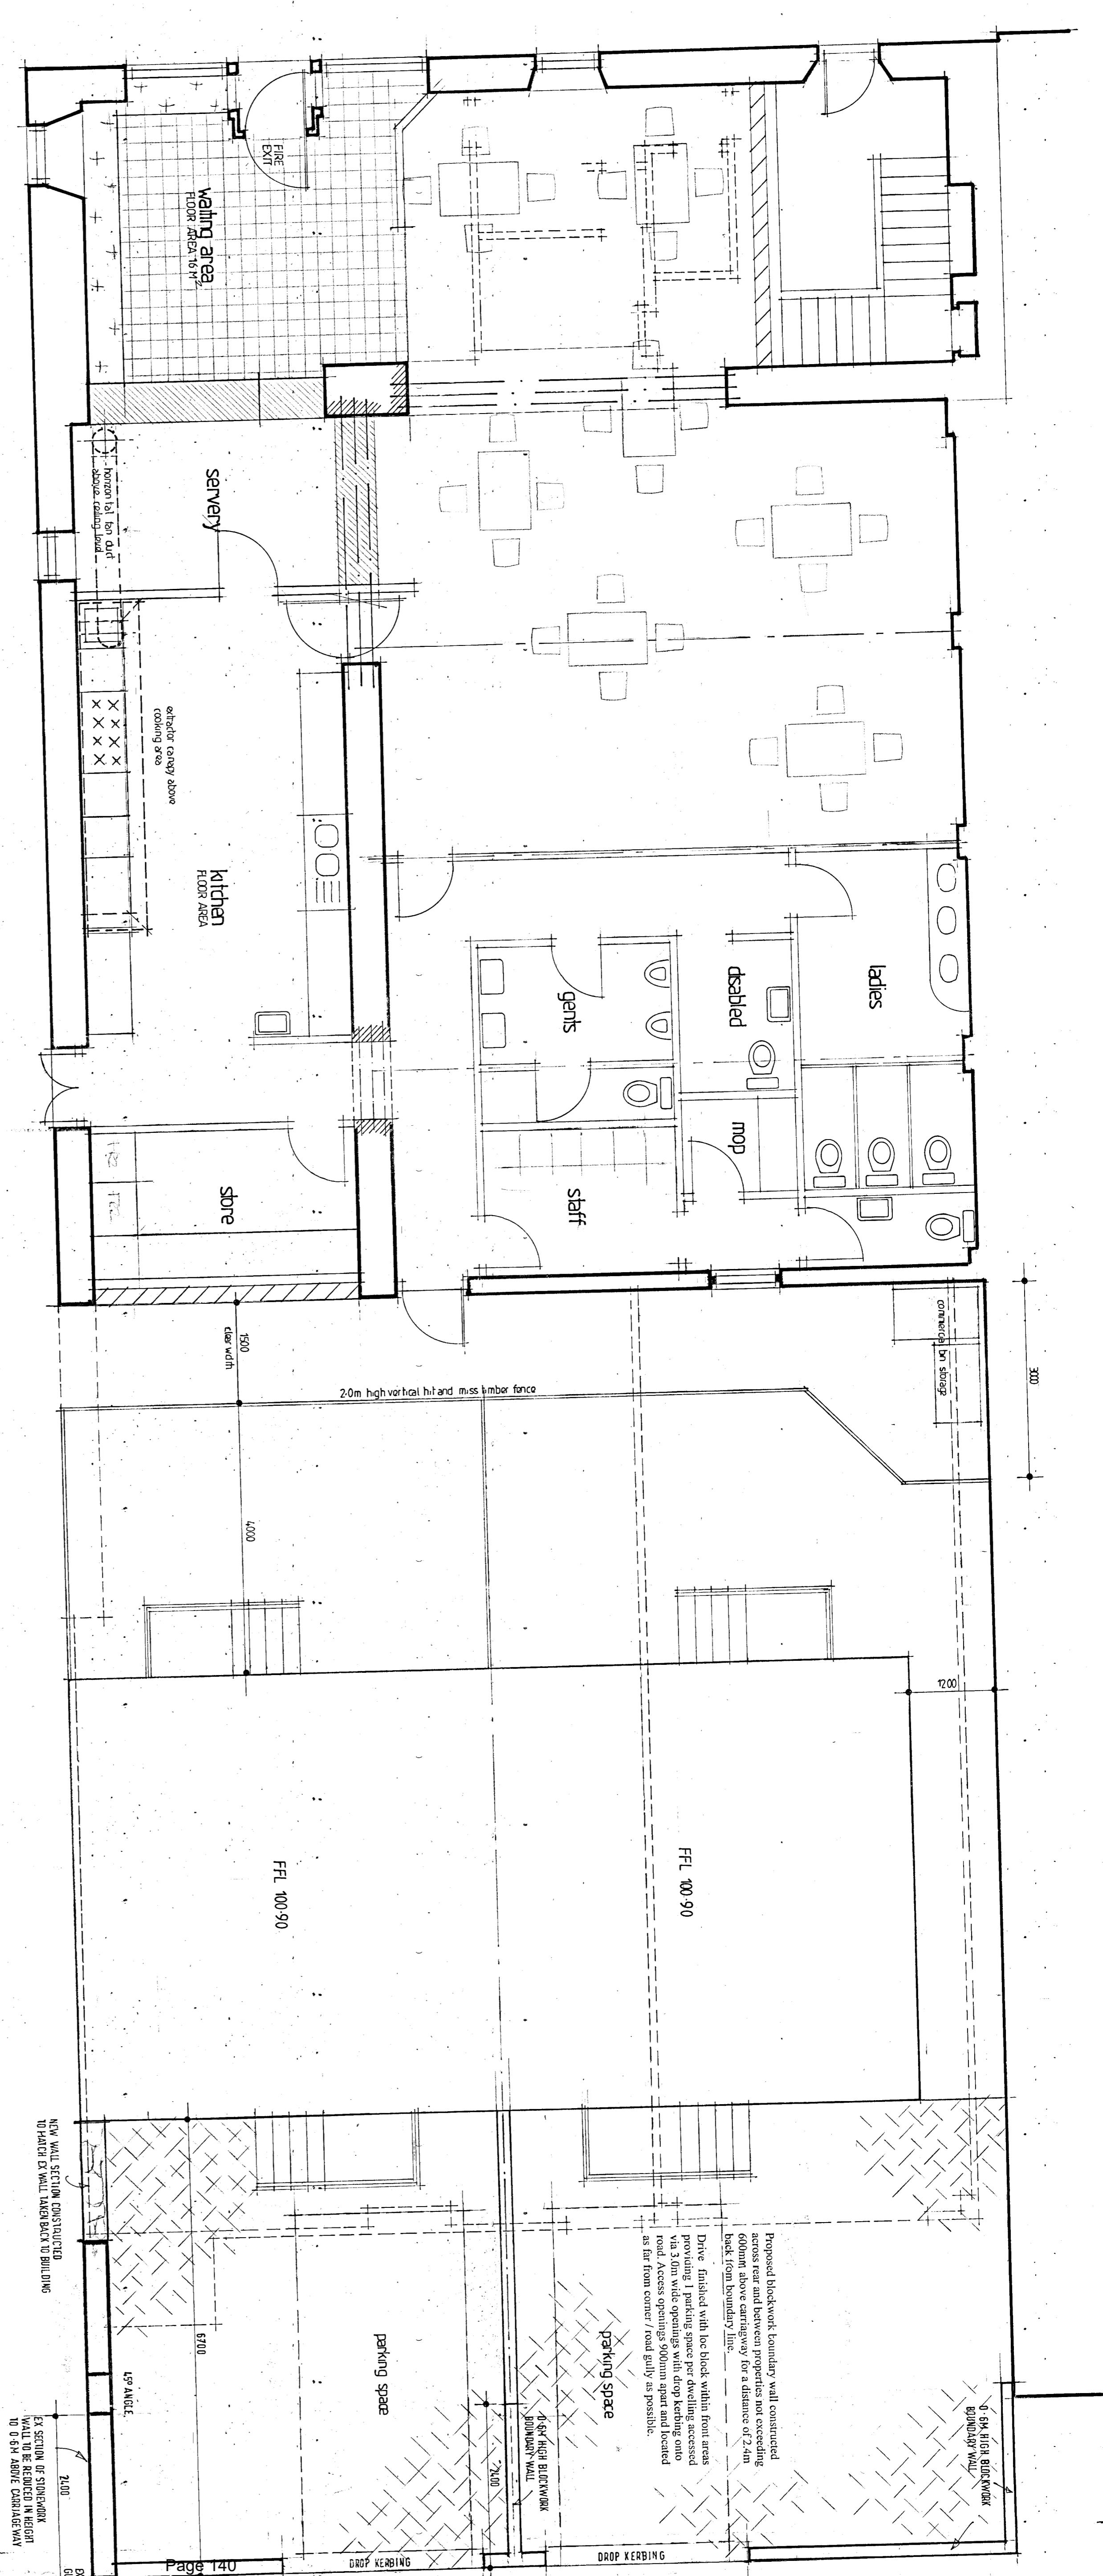 FIRE
EXIT
waiting area
FLOOR AREA 16 M²
servery
horizontal fan duct
above ceiling level
extractor canopy above
cooking area
kitchen
FLOOR AREA
ladies
disabled
gents
mop
staff
store
commercial bin storage
3000
1500
clear width
2·0m high vertical hit and miss timber fence
4000
1200
FFL 100·90
FFL 100·90
NEW WALL SECTION CONSTRUCTED
TO MATCH EX WALL TAKEN BACK TO BUILDING
Proposed blockwork boundary wall constructed
across rear and between properties not exceeding
600mm above carriagway for a distance of 2.4m
back from boundary line.
Drive finished with loc block within front areas
providing 1 parking space per dwelling accessed
via 3.0m wide openings with drop kerbing onto
road. Access openings 900mm apart and located
as far from corner / road gully as possible.
parking space
parking space
6700
45° ANGLE
0·6M HIGH BLOCKWORK
BOUNDARY WALL
0·6M HIGH BLOCKWORK
BOUNDARY WALL
2400
2400
EX SECTION OF STONEWORK
WALL TO BE REDUCED IN HEIGHT
TO 0·6M ABOVE CARRIAGEWAY
DROP KERBING
DROP KERBING
Page 140